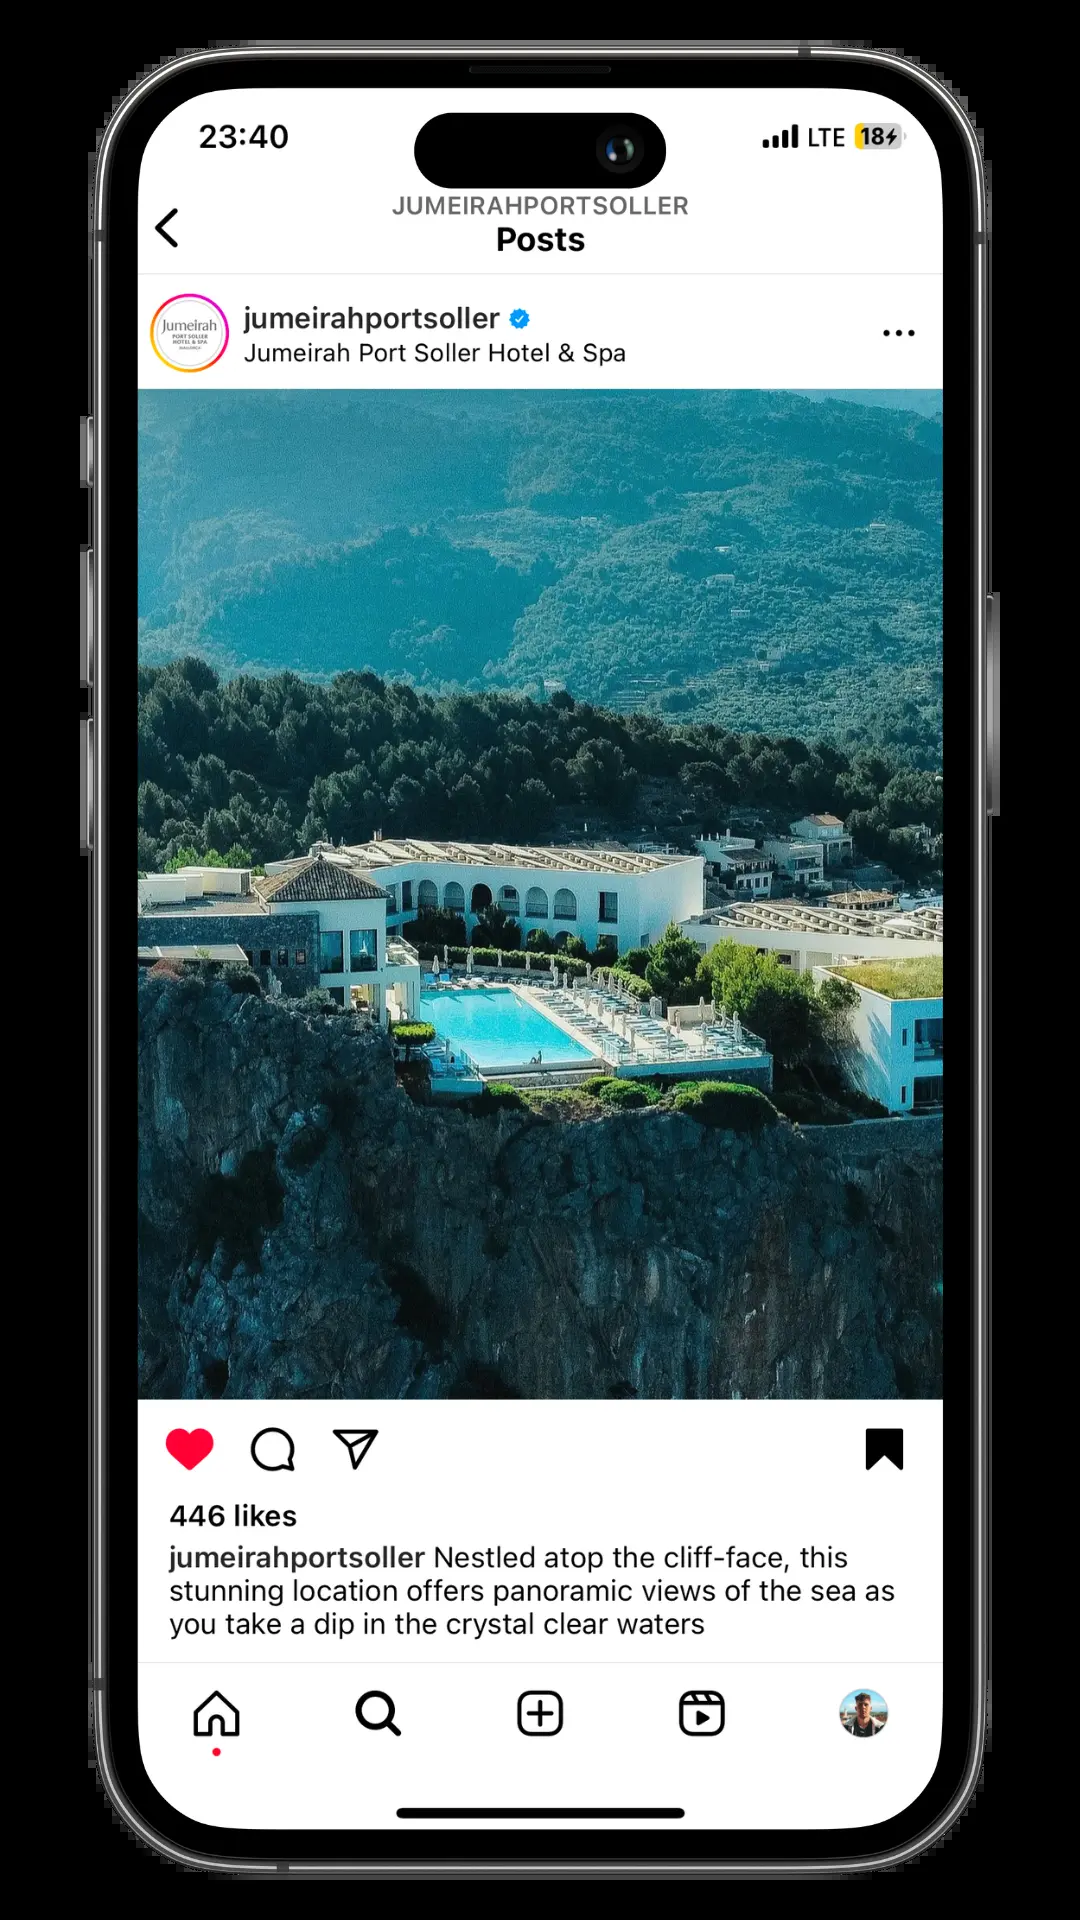 23:40
LTE 18
JUMEIRAHPORTSOLLER
Posts
Jumeirah
PORT SOLLER
HOTEL & SPA
MALLORCA
jumeirahportsoller
Jumeirah Port Soller Hotel & Spa
446 likes
jumeirahportsoller Nestled atop the cliff-face, this
stunning location offers panoramic views of the sea as
you take a dip in the crystal clear waters